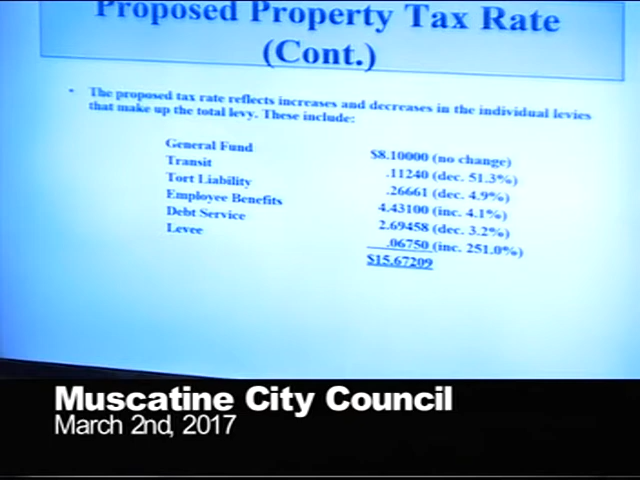 Proposed Property Tax Rate
(Cont.)
• The proposed tax rate reflects increases and decreases in the individual levies
that make up the total levy. These include:
General Fund $8.10000 (no change)
Transit .11240 (dec. 51.3%)
Tort Liability .26661 (dec. 4.9%)
Employee Benefits 4.43100 (inc. 4.1%)
Debt Service 2.69458 (dec. 3.2%)
Levee .06750 (inc. 251.0%)
$15.67209
Muscatine City Council
March 2nd, 2017